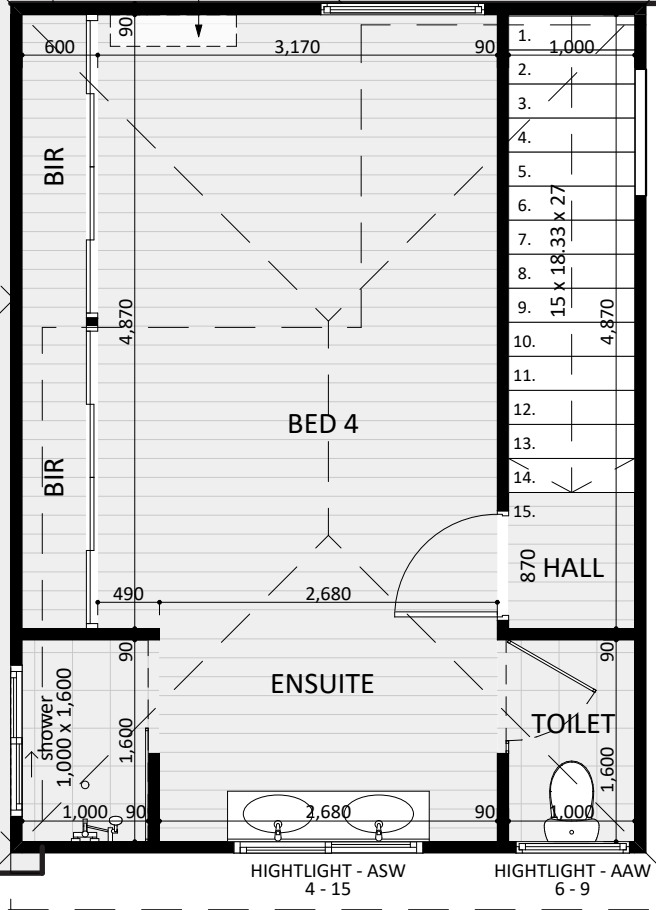 90
600
3,170
90
1,000
1.
2.
3.
4.
5.
6.
7.
8.
9.
10.
11.
12.
13.
14.
15.
15 x 18.33 x 27
4,870
BIR
4,870
BED 4
BIR
870
HALL
490
2,680
90
90
ENSUITE
shower
1,000 x 1,600
1,600
TOILET
1,600
1,000
90
2,680
90
1,000
HIGHTLIGHT - ASW
4 - 15
HIGHTLIGHT - AAW
6 - 9